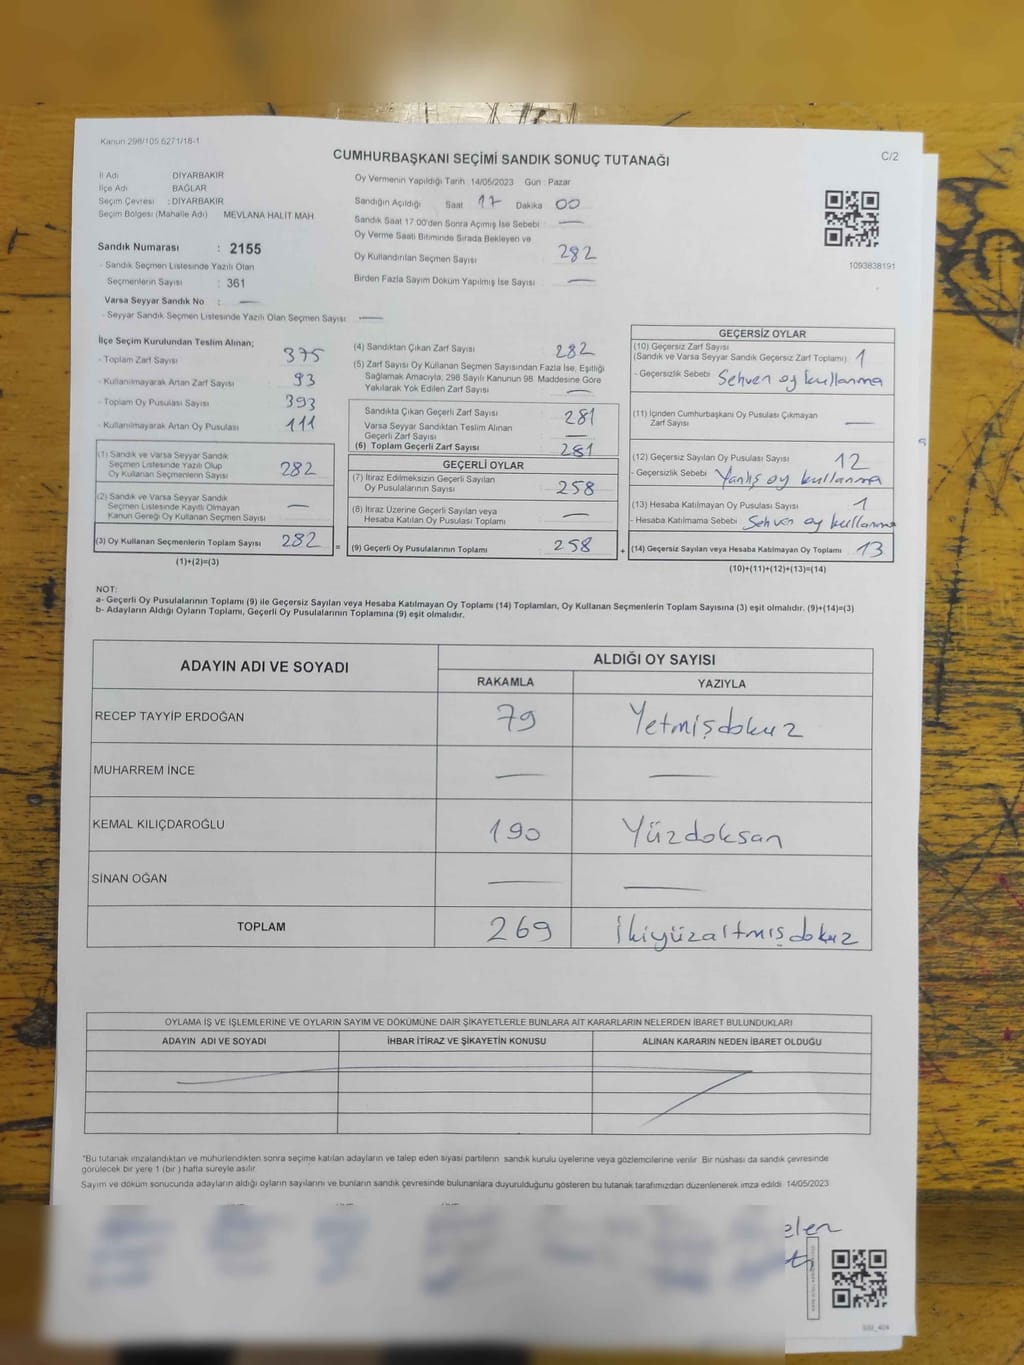 Kanun 298/105 6271/16-1
CUMHURBAŞKANI SEÇİMİ SANDIK SONUÇ TUTANAĞI
C/2
İl Adı DİYARBAKIR
İlçe Adı BAĞLAR
Seçim Çevresi : DİYARBAKIR
Seçim Bölgesi (Mahalle Adı) MEVLANA HALİT MAH
Sandık Numarası : 2155
- Sandık Seçmen Listesinde Yazılı Olan
Seçmenlerin Sayısı : 361
Varsa Seyyar Sandık No : —
- Seyyar Sandık Seçmen Listesinde Yazılı Olan Seçmen Sayısı —
Oy Vermenin Yapıldığı Tarih : 14/05/2023 Gün : Pazar
Sandığın Açıldığı Saat 17 Dakika 00
Sandık Saat 17.00'den Sonra Açımış İse Sebebi —
Oy Verme Saati Bitiminde Sırada Bekleyen ve
Oy Kullandırılan Seçmen Sayısı 282
Birden Fazla Sayım Döküm Yapılmış İse Sayısı —
1093838191
İlçe Seçim Kurulundan Teslim Alınan;
- Toplam Zarf Sayısı 375
- Kullanılmayarak Artan Zarf Sayısı 93
- Toplam Oy Pusulası Sayısı 393
- Kullanılmayarak Artan Oy Pusulası 111
(1) Sandık ve Varsa Seyyar Sandık
Seçmen Listesinde Yazılı Olup
Oy Kullanan Seçmenlerin Sayısı 282
(2) Sandık ve Varsa Seyyar Sandık
Seçmen Listesinde Kayıtlı Olmayan
Kanun Gereği Oy Kullanan Seçmen Sayısı —
(3) Oy Kullanan Seçmenlerin Toplam Sayısı 282 =
(1)+(2)=(3)
(4) Sandıktan Çıkan Zarf Sayısı 282
(5) Zarf Sayısı Oy Kullanan Seçmen Sayısından Fazla İse, Eşitliği
Sağlamak Amacıyla; 298 Sayılı Kanunun 98. Maddesine Göre
Yakılarak Yok Edilen Zarf Sayısı —
Sandıkta Çıkan Geçerli Zarf Sayısı 281
Varsa Seyyar Sandıktan Teslim Alınan
Geçerli Zarf Sayısı —
(6) Toplam Geçerli Zarf Sayısı 281
GEÇERLİ OYLAR
(7) İtiraz Edilmeksizin Geçerli Sayılan
Oy Pusulalarının Sayısı 258
(8) İtiraz Üzerine Geçerli Sayılan veya
Hesaba Katılan Oy Pusulası Toplamı —
(9) Geçerli Oy Pusulalarının Toplamı 258 +
GEÇERSİZ OYLAR
(10) Geçersiz Zarf Sayısı
(Sandık ve Varsa Seyyar Sandık Geçersiz Zarf Toplamı) 1
- Geçersizlik Sebebi Sehven oy kullanma
(11) İçinden Cumhurbaşkanı Oy Pusulası Çıkmayan
Zarf Sayısı —
(12) Geçersiz Sayılan Oy Pusulası Sayısı 12
- Geçersizlik Sebebi Yanlış oy kullanma
(13) Hesaba Katılmayan Oy Pusulası Sayısı 1
- Hesaba Katılmama Sebebi Sehven oy kullanma
(14) Geçersiz Sayılan veya Hesaba Katılmayan Oy Toplamı 13
(10)+(11)+(12)+(13)=(14)
NOT:
a- Geçerli Oy Pusulalarının Toplamı (9) ile Geçersiz Sayılan veya Hesaba Katılmayan Oy Toplamı (14) Toplamları, Oy Kullanan Seçmenlerin Toplam Sayısına (3) eşit olmalıdır. (9)+(14)=(3)
b- Adayların Aldığı Oyların Toplamı, Geçerli Oy Pusulalarının Toplamına (9) eşit olmalıdır.
ADAYIN ADI VE SOYADI
ALDIĞI OY SAYISI
RAKAMLA YAZIYLA
RECEP TAYYİP ERDOĞAN 79 Yetmişdokuz
MUHARREM İNCE — —
KEMAL KILIÇDAROĞLU 190 Yüzdoksan
SİNAN OĞAN — —
TOPLAM 269 İkiyüzaltmışdokuz
OYLAMA İŞ VE İŞLEMLERİNE VE OYLARIN SAYIM VE DÖKÜMÜNE DAİR ŞİKAYETLERLE BUNLARA AİT KARARLARIN NELERDEN İBARET BULUNDUKLARI
ADAYIN ADI VE SOYADI İHBAR İTİRAZ VE ŞİKAYETİN KONUSU ALINAN KARARIN NEDEN İBARET OLDUĞU
*Bu tutanak imzalandıktan ve mühürlendikten sonra seçime katılan adayların ve talep eden siyasi partilerin sandık kurulu üyelerine veya gözlemcilerine verilir. Bir nüshası da sandık çevresinde
görülecek bir yere 1 (bir ) hafta süreyle asılır.
Sayım ve döküm sonucunda adayların aldığı oyların sayılarını ve bunların sandık çevresinde bulunanlara duyurulduğunu gösteren bu tutanak tarafımızdan düzenlenerek imza edildi 14/05/2023